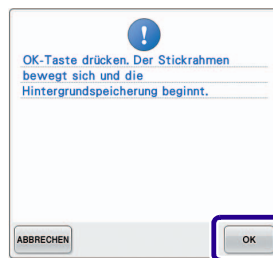 OK-Taste drücken. Der Stickrahmen
bewegt sich und die
Hintergrundspeicherung beginnt.
ABBRECHEN
OK